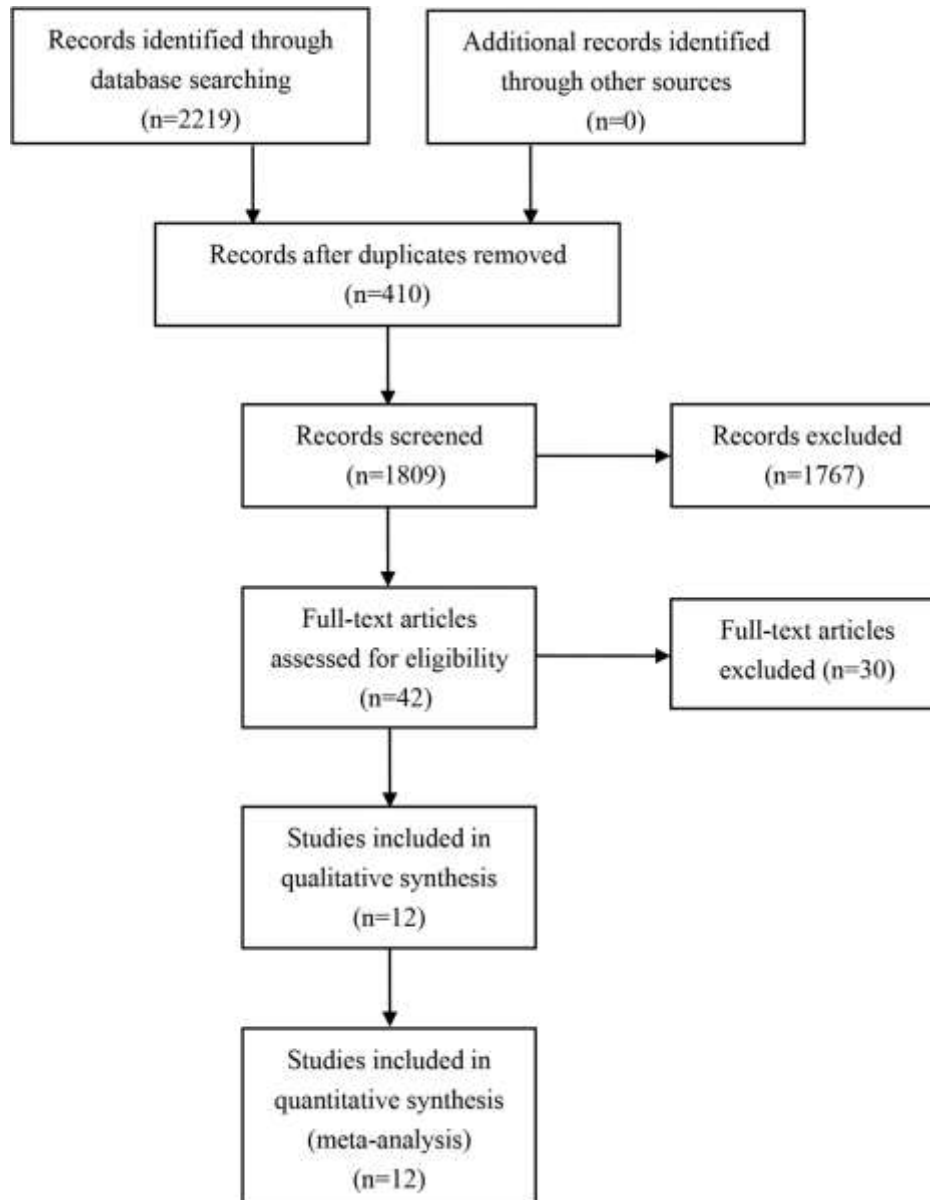 Records identified through
database searching
(n=2219)
Additional records identified
through other sources
(n=0)
Records after duplicates removed
(n=410)
Records screened
(n=1809)
Records excluded
(n=1767)
Full-text articles
assessed for eligibility
(n=42)
Full-text articles
excluded (n=30)
Studies included in
qualitative synthesis
(n=12)
Studies included in
quantitative synthesis
(meta-analysis)
(n=12)